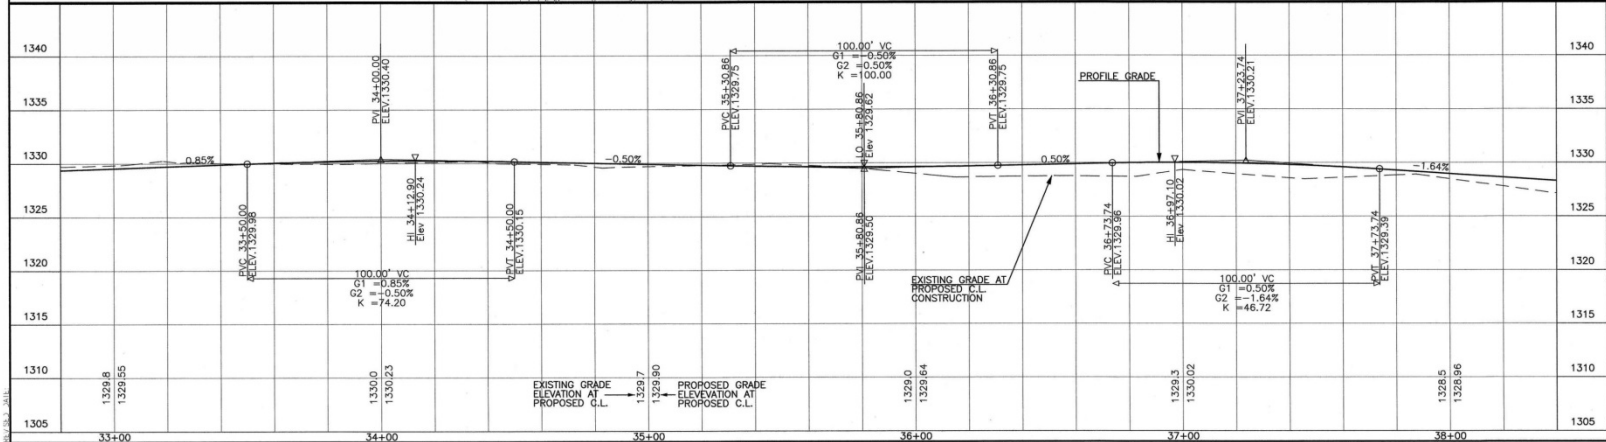 1340
1335
1330
1325
1320
1315
1310
1305
0.85%
PVC 33+50.00
ELEV.1329.98
PVI 34+00.00
ELEV.1330.40
HI 34+12.90
Elev 1330.24
PVT 34+50.00
ELEV.1330.15
100.00' VC
G1 =0.85%
G2 =-0.50%
K =74.20
-0.50%
PVC 35+30.86
ELEV.1329.75
100.00' VC
G1 =-0.50%
G2 =0.50%
K =100.00
LO 35+80.86
Elev 1329.62
PVI 35+80.86
ELEV.1329.50
PVT 36+30.86
ELEV.1329.75
0.50%
PROFILE GRADE
EXISTING GRADE AT
PROPOSED C.L.
CONSTRUCTION
PVC 36+73.74
ELEV.1329.96
HI 36+97.10
Elev 1330.02
PVI 37+23.74
ELEV.1330.21
100.00' VC
G1 =0.50%
G2 =-1.64%
K =46.72
PVT 37+73.74
ELEV.1329.39
-1.64%
1340
1335
1330
1325
1320
1315
1310
1305
1329.8
1329.55
1330.0
1330.23
EXISTING GRADE
ELEVATION AT
PROPOSED C.L.
1329.7
1329.90
PROPOSED GRADE
ELEVEATION AT
PROPOSED C.L.
1329.0
1329.64
1329.3
1330.02
1328.5
1328.96
33+00
34+00
35+00
36+00
37+00
38+00